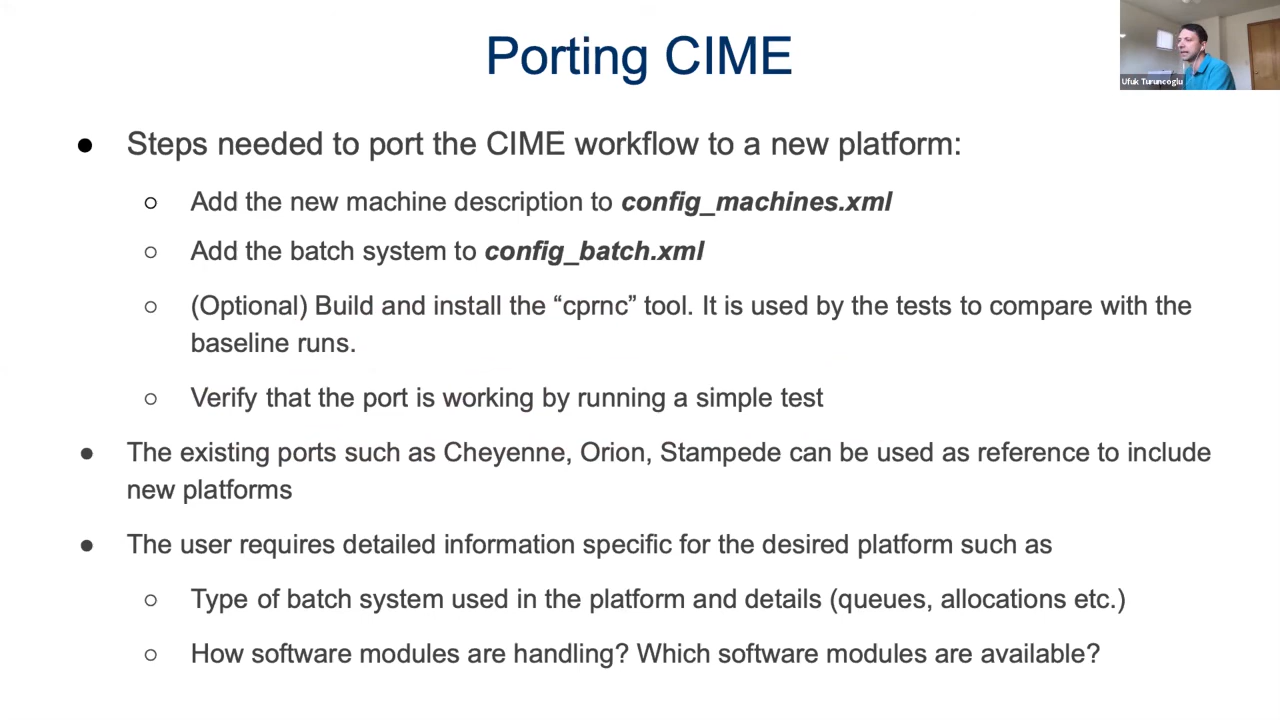 Porting CIME
Ufuk Turuncoglu
● Steps needed to port the CIME workflow to a new platform:
○ Add the new machine description to config_machines.xml
○ Add the batch system to config_batch.xml
○ (Optional) Build and install the “cprnc” tool. It is used by the tests to compare with the
baseline runs.
○ Verify that the port is working by running a simple test
● The existing ports such as Cheyenne, Orion, Stampede can be used as reference to include
new platforms
● The user requires detailed information specific for the desired platform such as
○ Type of batch system used in the platform and details (queues, allocations etc.)
○ How software modules are handling? Which software modules are available?